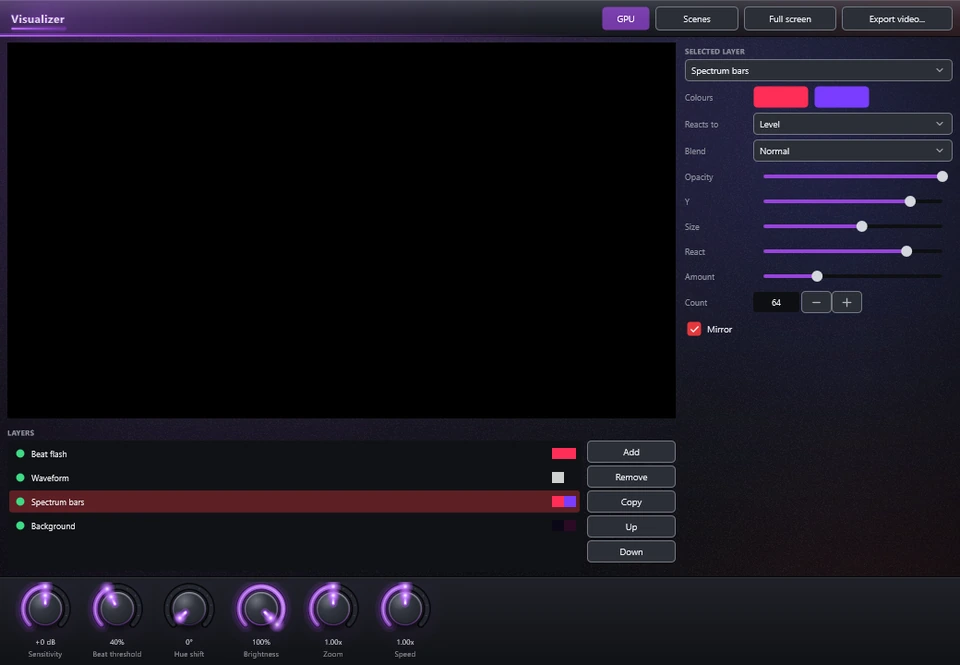 Visualizer
GPU
Scenes
Full screen
Export video...
SELECTED LAYER
Spectrum bars
Colours
Reacts to
Level
Blend
Normal
Opacity
Y
Size
React
Amount
Count
64
Mirror
LAYERS
Beat flash
Waveform
Spectrum bars
Background
Add
Remove
Copy
Up
Down
+0 dB
Sensitivity
40%
Beat threshold
0°
Hue shift
100%
Brightness
1.00x
Zoom
1.00x
Speed